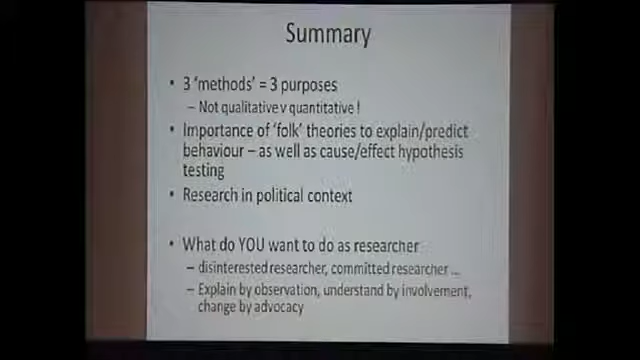 Summary
• 3 'methods' = 3 purposes
– Not qualitative v quantitative !
• Importance of 'folk' theories to explain/predict
behaviour – as well as cause/effect hypothesis
testing
• Research in political context
• What do YOU want to do as researcher
– disinterested researcher, committed researcher ...
– Explain by observation, understand by involvement,
change by advocacy